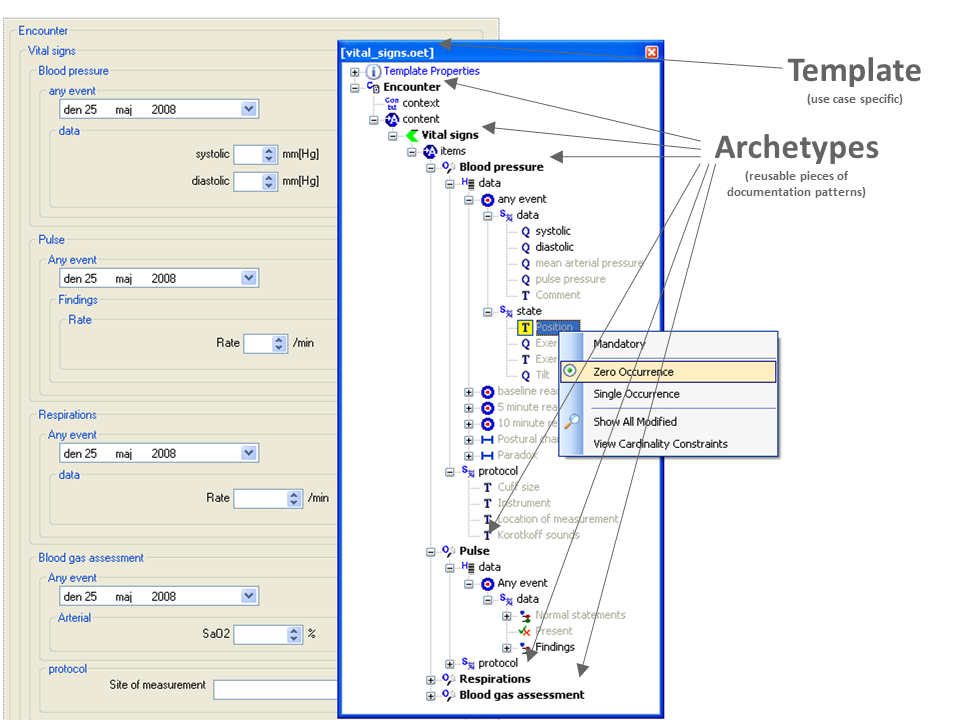 Encounter
Vital signs
Blood pressure
any event
den 25 maj 2008
data
systolic mm[Hg]
diastolic mm[Hg]
Pulse
Any event
den 25 maj 2008
Findings
Rate
Rate /min
Respirations
Any event
den 25 maj 2008
data
Rate /min
Blood gas assessment
Any event
den 25 maj 2008
Arterial
SaO2 %
protocol
Site of measurement
[vital_signs.oet]
Template Properties
Encounter
context
content
Vital signs
items
Blood pressure
data
any event
data
Q systolic
Q diastolic
Q mean arterial pressure
Q pulse pressure
T Comment
state
T Position
Q Exer
T Exer
Q Tilt
baseline rea
5 minute rea
10 minute re
Postural chan
Paradox
protocol
T Cuff size
T Instrument
T Location of measurement
T Korotkoff sounds
Pulse
data
Any event
data
Normal statements
Present
Findings
protocol
Respirations
Blood gas assessment
Mandatory
Zero Occurrence
Single Occurrence
Show All Modified
View Cardinality Constraints
Template
(use case specific)
Archetypes
(reusable pieces of
documentation patterns)